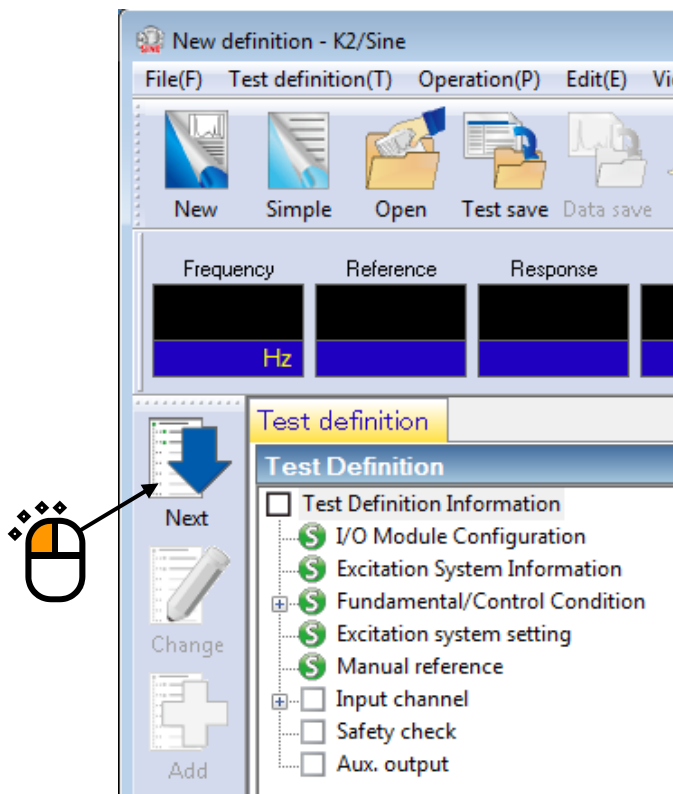 New definition - K2/Sine
File(F) Test definition(T) Operation(P) Edit(E)
New Simple Open Test save Data save
Frequency Reference Response
Hz
Test definition
Test Definition
Next
Change
Add
Test Definition Information
S I/O Module Configuration
S Excitation System Information
S Fundamental/Control Condition
S Excitation system setting
S Manual reference
Input channel
Safety check
Aux. output